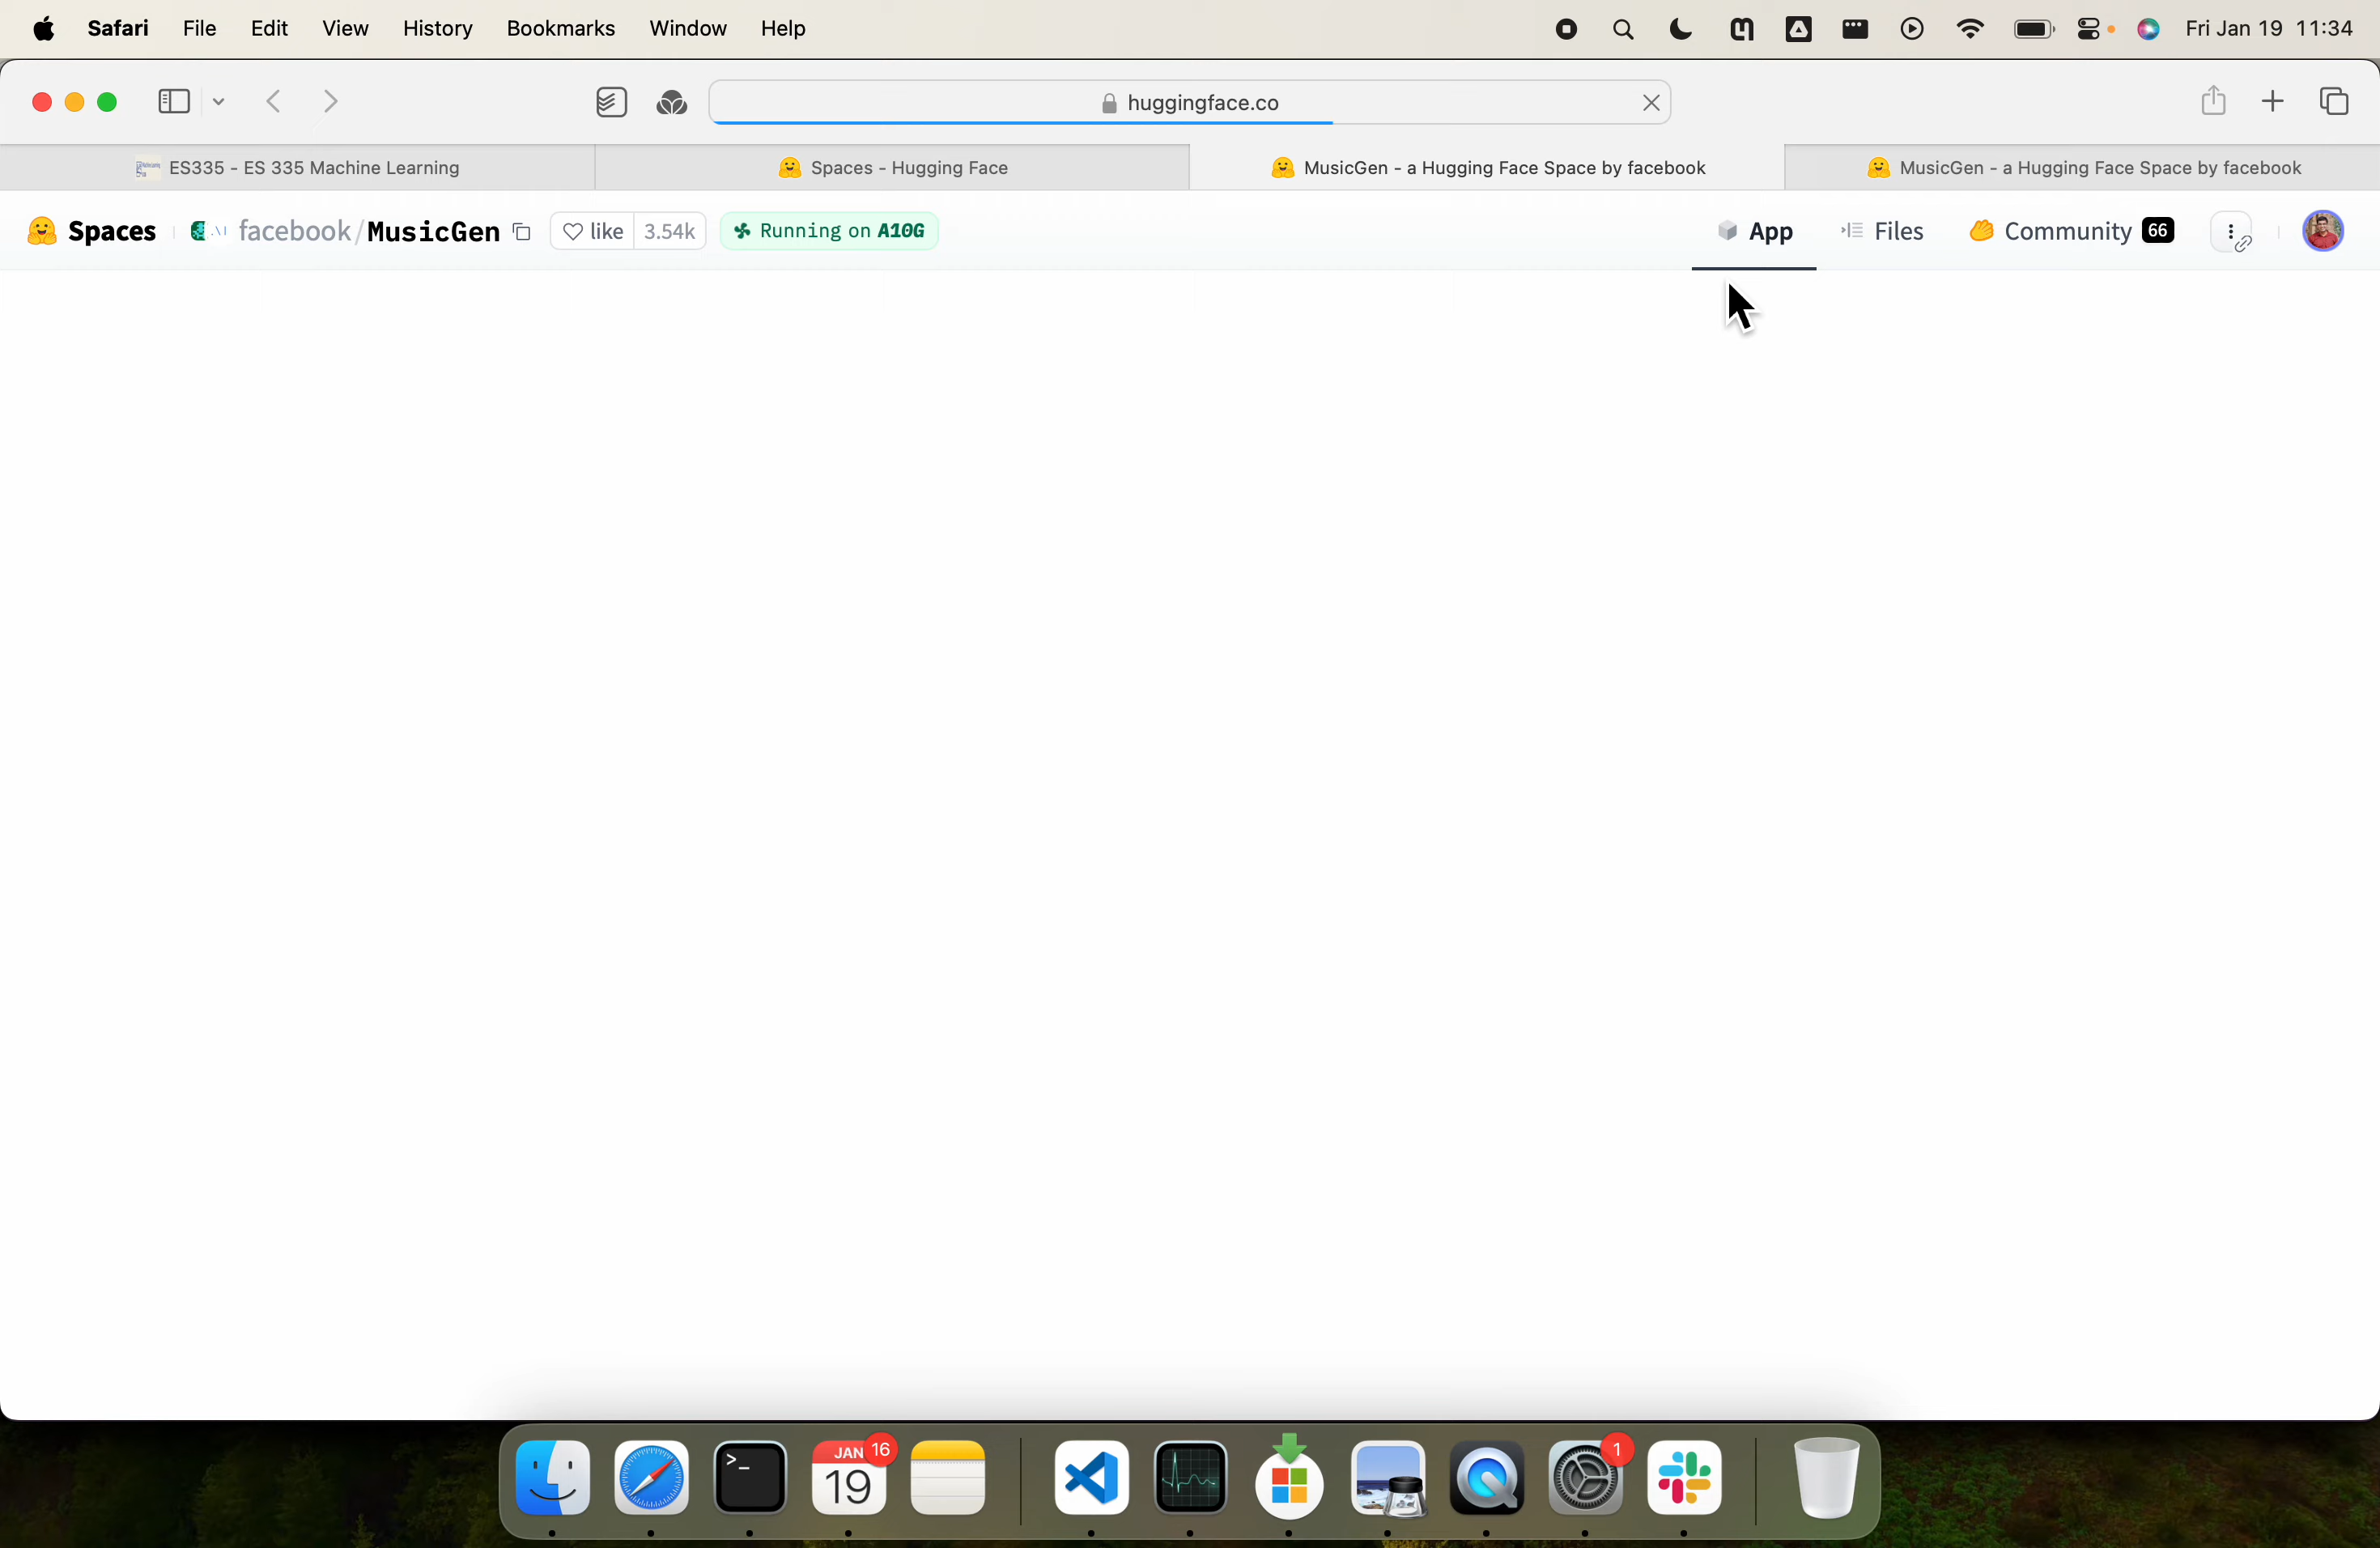 Safari File Edit View History Bookmarks Window Help Fri Jan 19 11:34
huggingface.co
ES335 - ES 335 Machine Learning
Spaces - Hugging Face
MusicGen - a Hugging Face Space by facebook
MusicGen - a Hugging Face Space by facebook
Spaces facebook/MusicGen like 3.54k Running on A10G App Files Community 66
JAN 16
19
1